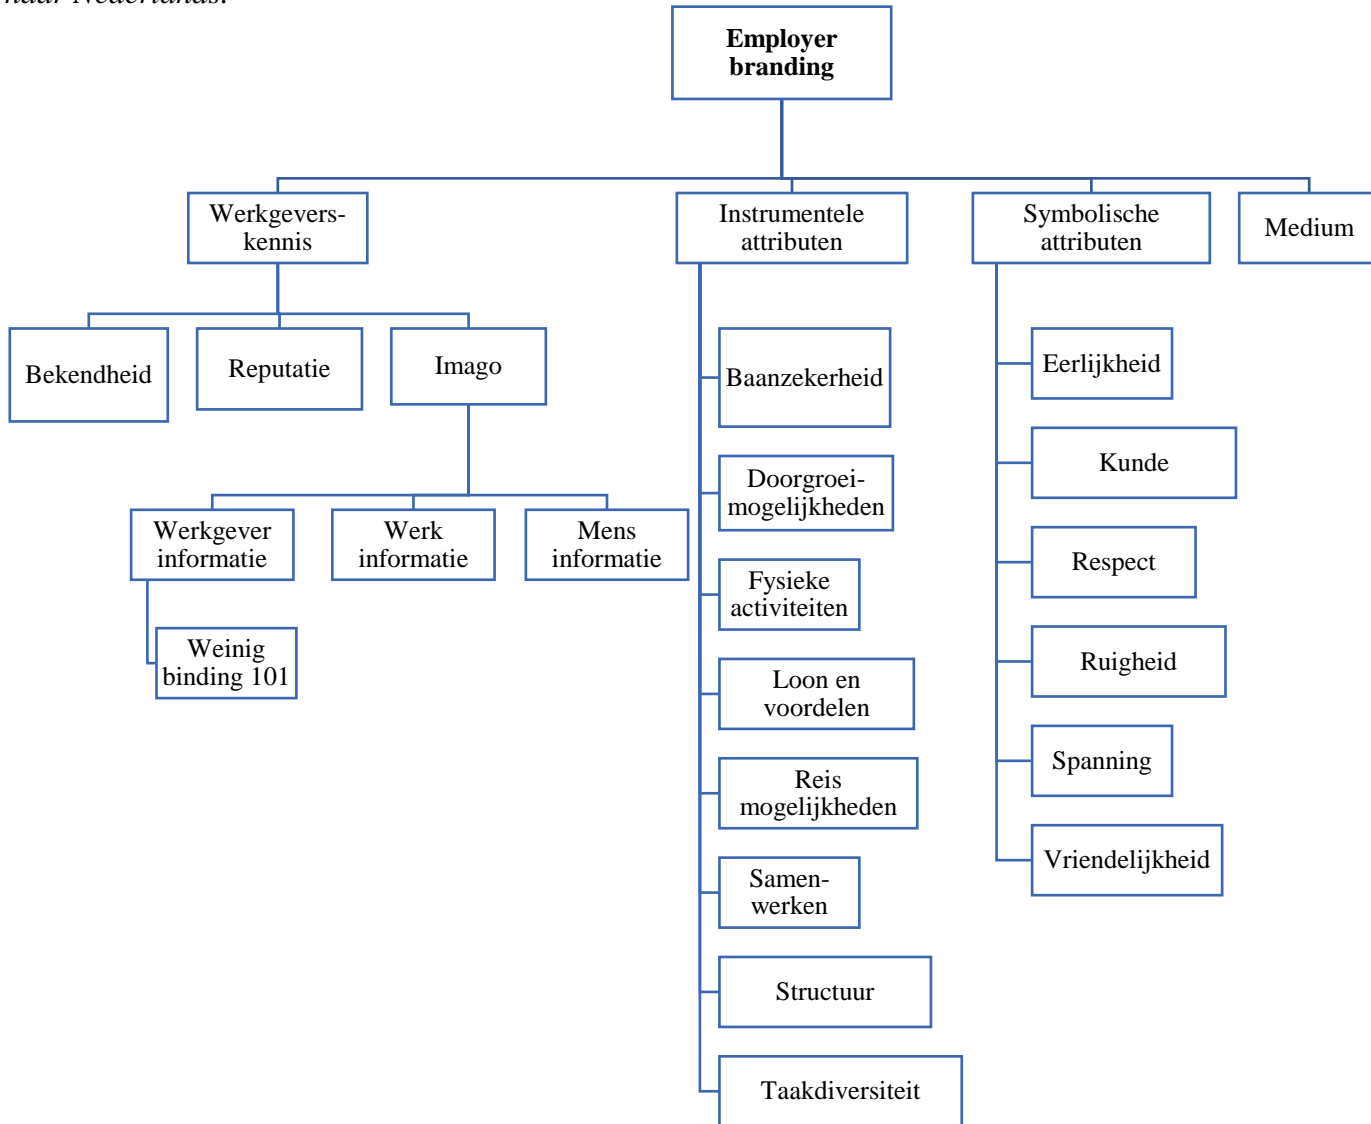 naar Nederlands.
Employer
branding
Werkgevers-
kennis
Instrumentele
attributen
Symbolische
attributen
Medium
Bekendheid
Reputatie
Imago
Werkgever
informatie
Werk
informatie
Mens
informatie
Weinig
binding 101
Baanzekerheid
Doorgroei-
mogelijkheden
Fysieke
activiteiten
Loon en
voordelen
Reis
mogelijkheden
Samen-
werken
Structuur
Taakdiversiteit
Eerlijkheid
Kunde
Respect
Ruigheid
Spanning
Vriendelijkheid